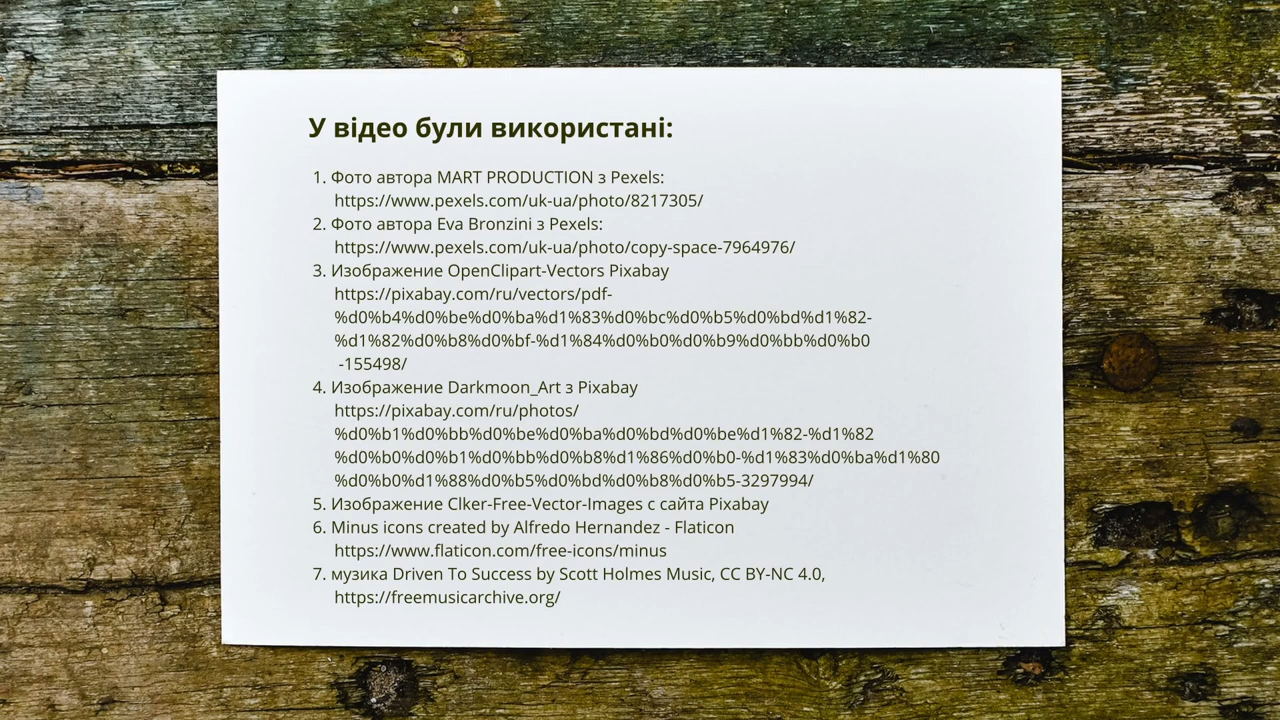 У відео були використані:
1. Фото автора MART PRODUCTION з Pexels:
https://www.pexels.com/uk-ua/photo/8217305/
2. Фото автора Eva Bronzini з Pexels:
https://www.pexels.com/uk-ua/photo/copy-space-7964976/
3. Изображение OpenClipart-Vectors Pixabay
https://pixabay.com/ru/vectors/pdf-
%d0%b4%d0%be%d0%ba%d1%83%d0%bc%d0%b5%d0%bd%d1%82-
%d1%82%d0%b8%d0%bf-%d1%84%d0%b0%d0%b9%d0%bb%d0%b0
-155498/
4. Изображение Darkmoon_Art з Pixabay
https://pixabay.com/ru/photos/
%d0%b1%d0%bb%d0%be%d0%ba%d0%bd%d0%be%d1%82-%d1%82
%d0%b0%d0%b1%d0%bb%d0%b8%d1%86%d0%b0-%d1%83%d0%ba%d1%80
%d0%b0%d1%88%d0%b5%d0%bd%d0%b8%d0%b5-3297994/
5. Изображение Clker-Free-Vector-Images с сайта Pixabay
6. Minus icons created by Alfredo Hernandez - Flaticon
https://www.flaticon.com/free-icons/minus
7. музика Driven To Success by Scott Holmes Music, CC BY-NC 4.0,
https://freemusicarchive.org/